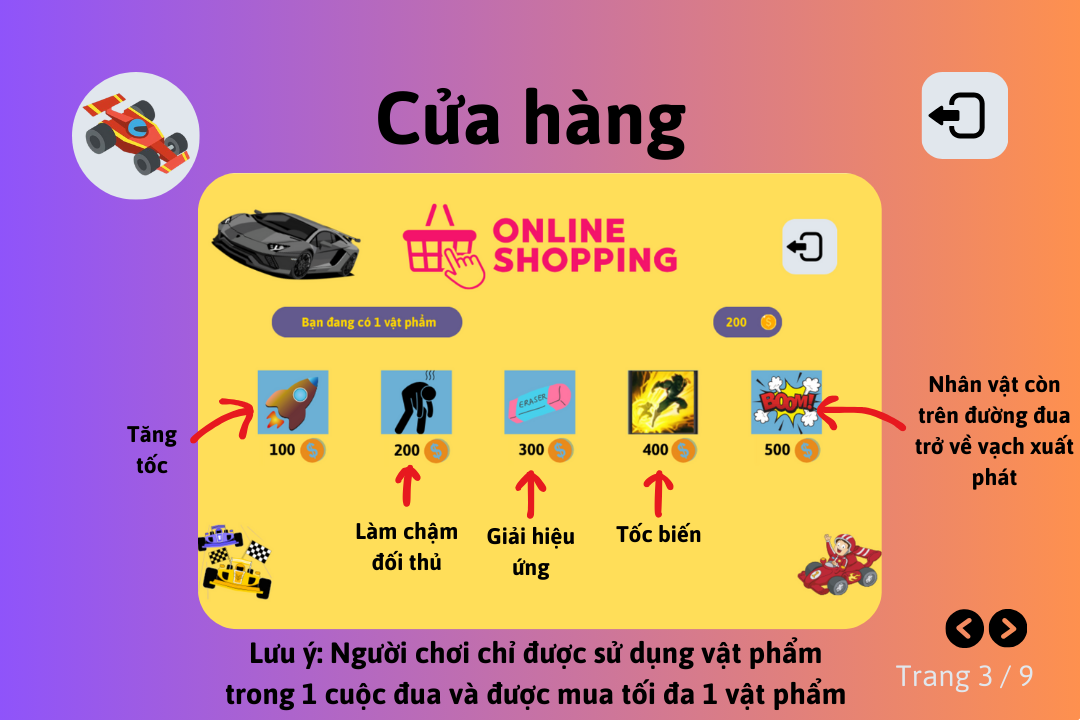 Cửa hàng
ONLINE
SHOPPING
Bạn đang có 1 vật phẩm
200
ERASER
BOOM!
100
200
300
400
500
Tăng
tốc
Làm chậm
đối thủ
Giải hiệu
ứng
Tốc biến
Nhân vật còn
trên đường đua
trở về vạch xuất
phát
Lưu ý: Người chơi chỉ được sử dụng vật phẩm
trong 1 cuộc đua và được mua tối đa 1 vật phẩm
Trang 3 / 9